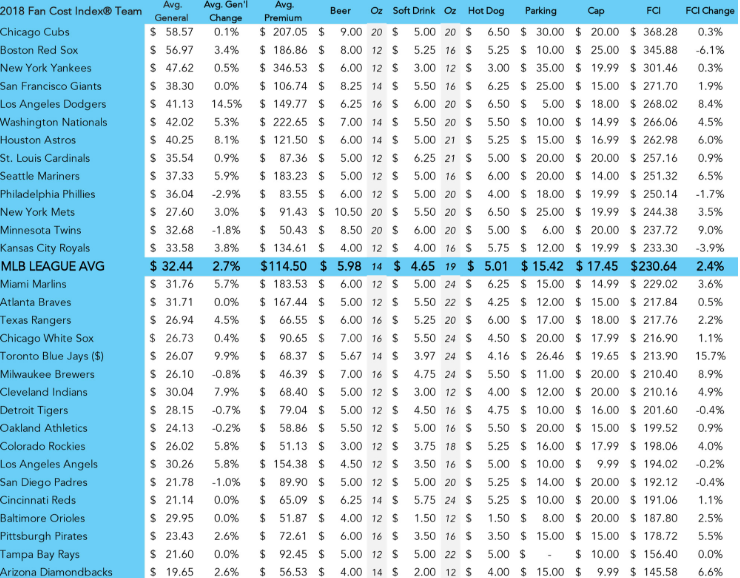 2018 Fan Cost Index® Team Avg. General Avg. Gen'l Change Avg. Premium Beer Oz Soft Drink Oz Hot Dog Parking Cap FCI FCI Change
Chicago Cubs $ 58.57 0.1% $ 207.05 $ 9.00 20 $ 5.00 20 $ 6.50 $ 30.00 $ 20.00 $ 368.28 0.3%
Boston Red Sox $ 56.97 3.4% $ 186.86 $ 8.00 12 $ 5.25 16 $ 5.25 $ 10.00 $ 25.00 $ 345.88 -6.1%
New York Yankees $ 47.62 0.5% $ 346.53 $ 6.00 12 $ 3.00 12 $ 3.00 $ 35.00 $ 19.99 $ 301.46 0.3%
San Francisco Giants $ 38.30 0.0% $ 106.74 $ 8.25 14 $ 5.50 16 $ 6.25 $ 25.00 $ 15.00 $ 271.70 1.9%
Los Angeles Dodgers $ 41.13 14.5% $ 149.77 $ 6.25 16 $ 6.00 20 $ 6.50 $ 5.00 $ 18.00 $ 268.02 8.4%
Washington Nationals $ 42.02 5.3% $ 222.65 $ 7.00 14 $ 5.50 20 $ 5.50 $ 10.00 $ 14.99 $ 266.06 4.5%
Houston Astros $ 40.25 8.1% $ 121.50 $ 6.00 14 $ 5.00 21 $ 5.25 $ 15.00 $ 16.99 $ 262.98 6.0%
St. Louis Cardinals $ 35.54 0.9% $ 87.36 $ 5.00 12 $ 6.25 21 $ 5.00 $ 20.00 $ 20.00 $ 257.16 0.9%
Seattle Mariners $ 37.33 5.9% $ 183.23 $ 5.00 12 $ 5.00 16 $ 6.00 $ 20.00 $ 14.00 $ 251.32 6.5%
Philadelphia Phillies $ 36.04 -2.9% $ 83.55 $ 6.00 12 $ 5.00 20 $ 4.00 $ 18.00 $ 19.99 $ 250.14 -1.7%
New York Mets $ 27.60 3.0% $ 91.43 $ 10.50 20 $ 5.50 20 $ 6.50 $ 25.00 $ 19.99 $ 244.38 3.5%
Minnesota Twins $ 32.68 -1.8% $ 50.43 $ 8.50 20 $ 6.00 20 $ 5.00 $ 6.00 $ 20.00 $ 237.72 9.0%
Kansas City Royals $ 33.58 3.8% $ 134.61 $ 4.00 12 $ 4.00 16 $ 5.75 $ 12.00 $ 19.99 $ 233.30 -3.9%
MLB LEAGUE AVG $ 32.44 2.7% $114.50 $ 5.98 14 $ 4.65 19 $ 5.01 $ 15.42 $ 17.45 $230.64 2.4%
Miami Marlins $ 31.76 5.7% $ 183.53 $ 6.00 12 $ 5.00 24 $ 6.25 $ 15.00 $ 14.99 $ 229.02 3.6%
Atlanta Braves $ 31.71 0.0% $ 167.44 $ 5.00 12 $ 5.50 22 $ 4.25 $ 12.00 $ 15.00 $ 217.84 0.5%
Texas Rangers $ 26.94 4.5% $ 66.55 $ 6.00 16 $ 5.25 20 $ 6.00 $ 17.00 $ 18.00 $ 217.76 2.2%
Chicago White Sox $ 26.73 0.4% $ 90.65 $ 7.00 16 $ 5.50 24 $ 4.50 $ 20.00 $ 17.99 $ 216.90 1.1%
Toronto Blue Jays ($) $ 26.07 9.9% $ 68.37 $ 5.67 14 $ 3.97 24 $ 4.16 $ 26.46 $ 19.65 $ 213.90 15.7%
Milwaukee Brewers $ 26.10 -0.8% $ 46.39 $ 7.00 16 $ 4.75 24 $ 5.50 $ 11.00 $ 20.00 $ 210.40 8.9%
Cleveland Indians $ 30.04 7.9% $ 68.40 $ 5.00 12 $ 3.00 12 $ 4.00 $ 12.00 $ 20.00 $ 210.16 4.9%
Detroit Tigers $ 28.15 -0.7% $ 79.04 $ 5.00 12 $ 4.50 16 $ 4.75 $ 10.00 $ 16.00 $ 201.60 -0.4%
Oakland Athletics $ 24.13 -0.2% $ 58.86 $ 5.50 12 $ 5.00 16 $ 5.50 $ 20.00 $ 15.00 $ 199.52 0.9%
Colorado Rockies $ 26.02 5.8% $ 51.13 $ 3.00 12 $ 3.75 18 $ 5.25 $ 16.00 $ 17.99 $ 198.06 4.0%
Los Angeles Angels $ 30.26 5.8% $ 154.38 $ 4.50 12 $ 3.50 16 $ 5.00 $ 10.00 $ 9.99 $ 194.02 -0.2%
San Diego Padres $ 21.78 -1.0% $ 89.90 $ 5.00 12 $ 5.00 20 $ 5.25 $ 14.00 $ 20.00 $ 192.12 -0.4%
Cincinnati Reds $ 21.14 0.0% $ 65.09 $ 6.25 14 $ 5.75 24 $ 5.25 $ 10.00 $ 20.00 $ 191.06 1.1%
Baltimore Orioles $ 29.95 0.0% $ 51.87 $ 4.00 12 $ 1.50 12 $ 1.50 $ 8.00 $ 20.00 $ 187.80 2.5%
Pittsburgh Pirates $ 23.43 2.6% $ 72.61 $ 6.00 16 $ 3.50 16 $ 3.50 $ 15.00 $ 15.00 $ 178.72 5.5%
Tampa Bay Rays $ 21.60 0.0% $ 92.45 $ 5.00 12 $ 5.00 22 $ 5.00 $ - $ 10.00 $ 156.40 0.0%
Arizona Diamondbacks $ 19.65 2.6% $ 56.53 $ 4.00 14 $ 2.00 12 $ 4.00 $ 15.00 $ 9.99 $ 145.58 6.6%